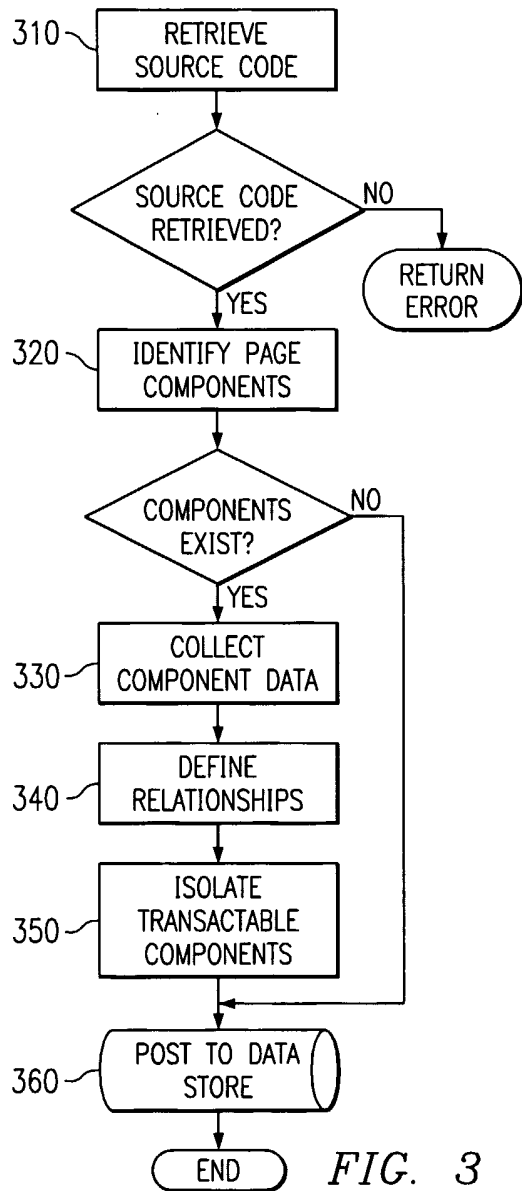 310
RETRIEVE
SOURCE CODE
SOURCE CODE
RETRIEVED?
NO
RETURN
ERROR
YES
320
IDENTIFY PAGE
COMPONENTS
COMPONENTS
EXIST?
NO
YES
330
COLLECT
COMPONENT DATA
340
DEFINE
RELATIONSHIPS
350
ISOLATE
TRANSACTABLE
COMPONENTS
360
POST TO DATA
STORE
END
FIG. 3